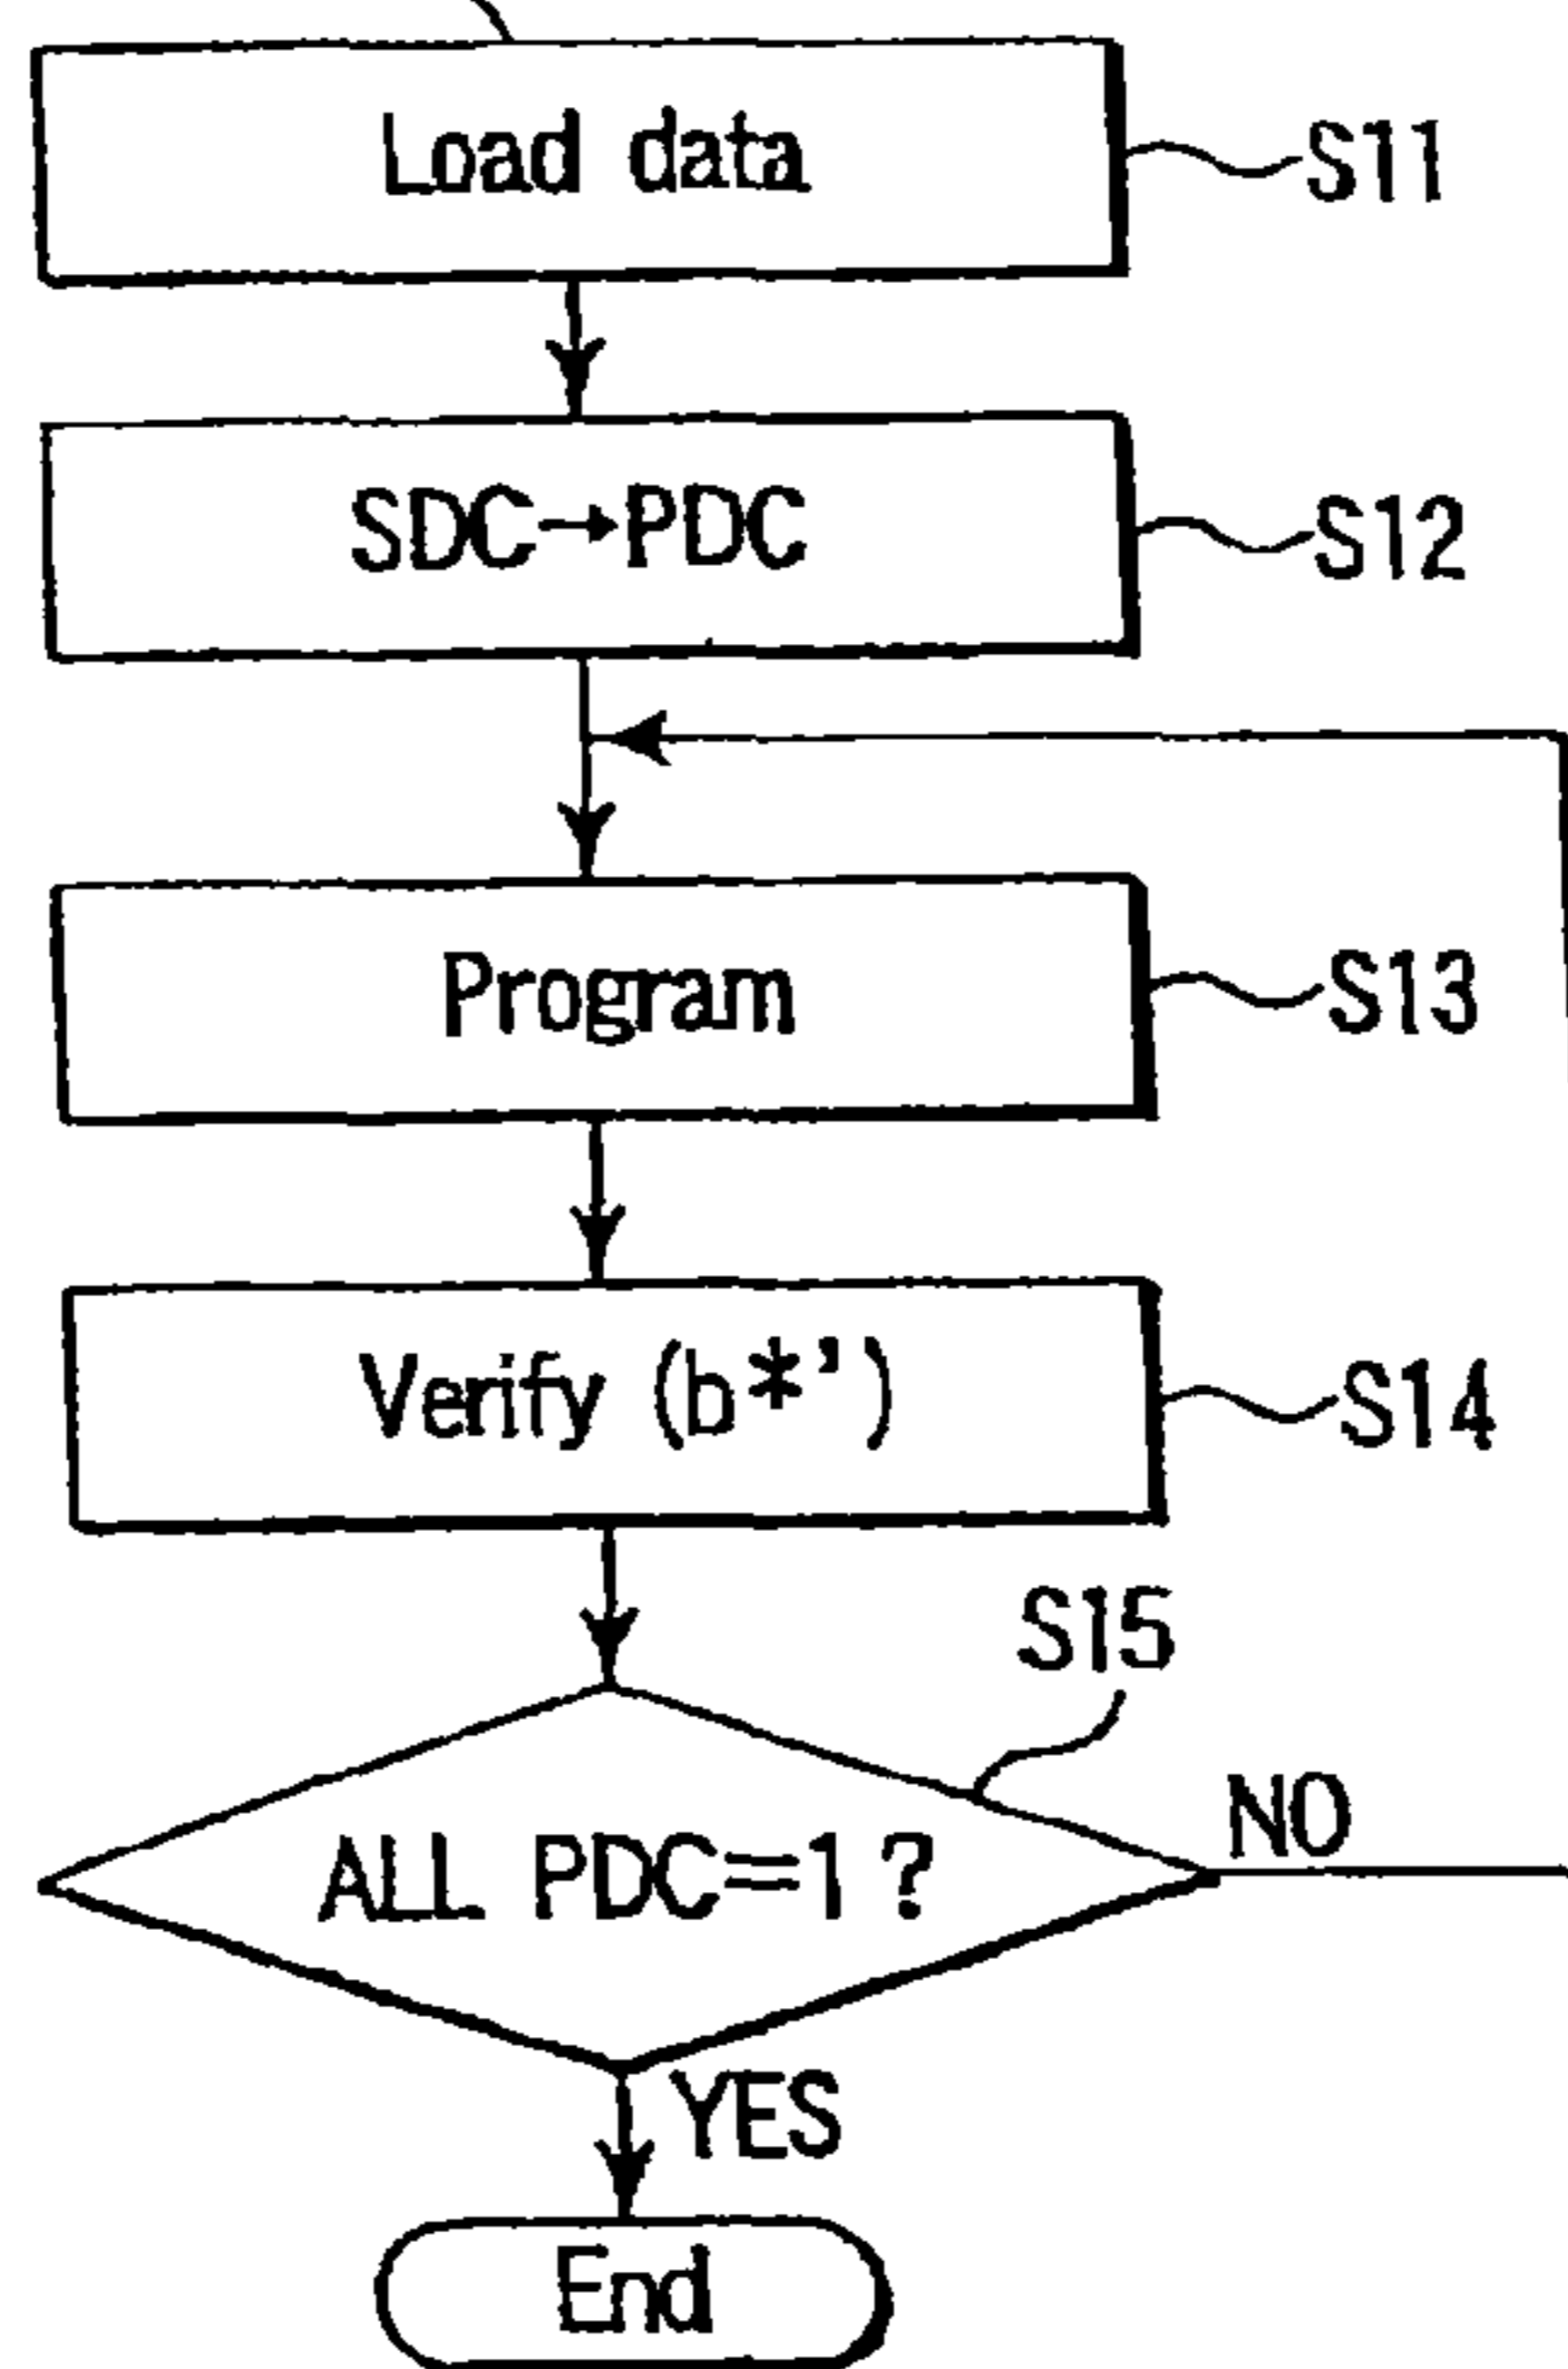 Load data
S11
SDC→PDC
S12
Program
S13
Verify (b*')
S14
S15
ALL PDC=1?
NO
YES
End